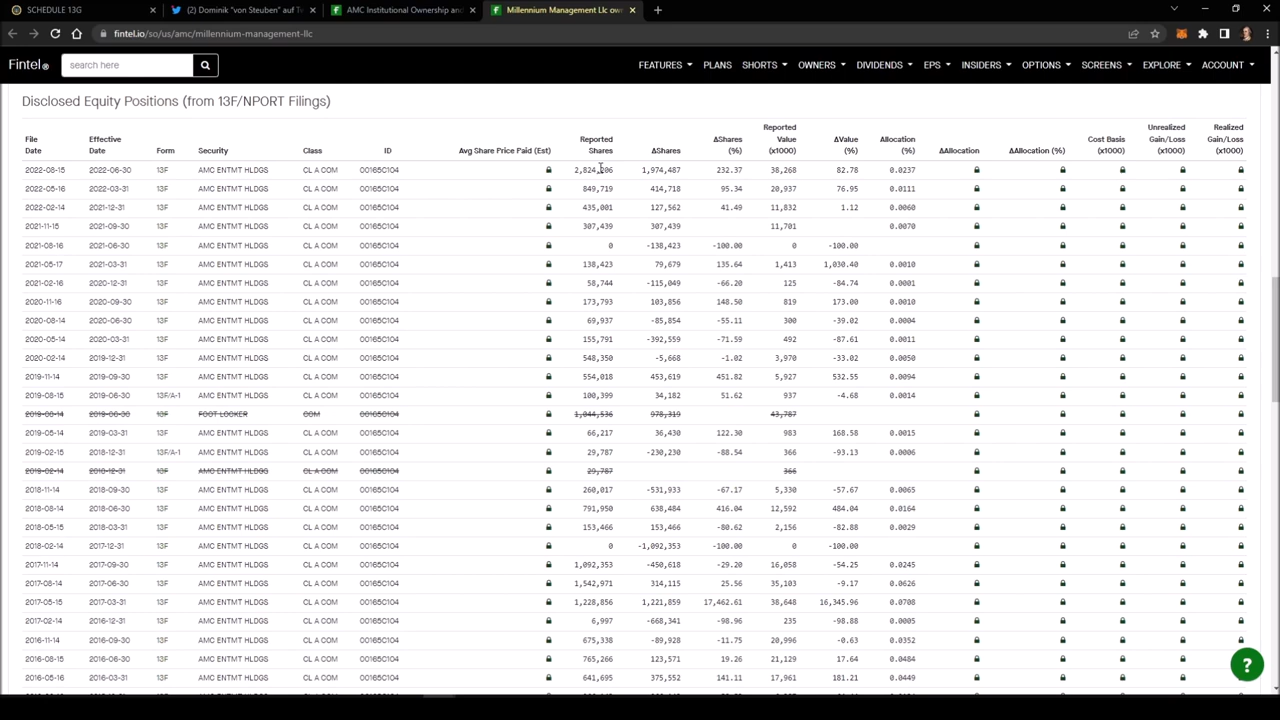 SCHEDULE 13G
(2) Dominik "von Steuben" auf Tw
AMC Institutional Ownership and
Millennium Management Llc own
fintel.io/so/us/amc/millennium-management-llc
Fintel
search here
FEATURES PLANS SHORTS OWNERS DIVIDENDS EPS INSIDERS OPTIONS SCREENS EXPLORE ACCOUNT
Disclosed Equity Positions (from 13F/NPORT Filings)
File Date Effective Date Form Security Class ID Avg Share Price Paid (Est) Reported Shares ΔShares ΔShares (%) Reported Value (x1000) ΔValue (%) Allocation (%) ΔAllocation ΔAllocation (%) Cost Basis (x1000) Unrealized Gain/Loss (x1000) Realized Gain/Loss (x1000)
2022-08-15 2022-06-30 13F AMC ENTMT HLDGS CL A COM 00165C104 2,824,206 1,974,487 232.37 38,268 82.78 0.0237
2022-05-16 2022-03-31 13F AMC ENTMT HLDGS CL A COM 00165C104 849,719 414,718 95.34 20,937 76.95 0.0111
2022-02-14 2021-12-31 13F AMC ENTMT HLDGS CL A COM 00165C104 435,001 127,562 41.49 11,832 1.12 0.0060
2021-11-15 2021-09-30 13F AMC ENTMT HLDGS CL A COM 00165C104 307,439 307,439 11,701 0.0070
2021-08-16 2021-06-30 13F AMC ENTMT HLDGS CL A COM 00165C104 0 -138,423 -100.00 0 -100.00
2021-05-17 2021-03-31 13F AMC ENTMT HLDGS CL A COM 00165C104 138,423 79,679 135.64 1,413 1,030.40 0.0010
2021-02-16 2020-12-31 13F AMC ENTMT HLDGS CL A COM 00165C104 58,744 -115,049 -66.20 125 -84.74 0.0001
2020-11-16 2020-09-30 13F AMC ENTMT HLDGS CL A COM 00165C104 173,793 103,856 148.50 819 173.00 0.0010
2020-08-14 2020-06-30 13F AMC ENTMT HLDGS CL A COM 00165C104 69,937 -85,854 -55.11 300 -39.02 0.0004
2020-05-14 2020-03-31 13F AMC ENTMT HLDGS CL A COM 00165C104 155,791 -392,559 -71.59 492 -87.61 0.0011
2020-02-14 2019-12-31 13F AMC ENTMT HLDGS CL A COM 00165C104 548,350 -5,668 -1.02 3,970 -33.02 0.0050
2019-11-14 2019-09-30 13F AMC ENTMT HLDGS CL A COM 00165C104 554,018 453,619 451.82 5,927 532.55 0.0094
2019-08-15 2019-06-30 13F/A-1 AMC ENTMT HLDGS CL A COM 00165C104 100,399 34,182 51.62 937 -4.68 0.0014
2019-08-14 2019-06-30 13F FOOT LOCKER COM 00165C104 1,044,536 978,319 43,787
2019-05-14 2019-03-31 13F AMC ENTMT HLDGS CL A COM 00165C104 66,217 36,430 122.30 983 168.58 0.0015
2019-02-15 2018-12-31 13F/A-1 AMC ENTMT HLDGS CL A COM 00165C104 29,787 -230,230 -88.54 366 -93.13 0.0006
2019-02-14 2018-12-31 13F AMC ENTMT HLDGS CL A COM 00165C104 29,787 366
2018-11-14 2018-09-30 13F AMC ENTMT HLDGS CL A COM 00165C104 260,017 -531,933 -67.17 5,330 -57.67 0.0065
2018-08-14 2018-06-30 13F AMC ENTMT HLDGS CL A COM 00165C104 791,950 638,484 416.04 12,592 484.04 0.0164
2018-05-15 2018-03-31 13F AMC ENTMT HLDGS CL A COM 00165C104 153,466 153,466 -80.62 2,156 -82.88 0.0029
2018-02-14 2017-12-31 13F AMC ENTMT HLDGS CL A COM 00165C104 0 -1,092,353 -100.00 0 -100.00
2017-11-14 2017-09-30 13F AMC ENTMT HLDGS CL A COM 00165C104 1,092,353 -450,618 -29.20 16,058 -54.25 0.0245
2017-08-14 2017-06-30 13F AMC ENTMT HLDGS CL A COM 00165C104 1,542,971 314,115 25.56 35,103 -9.17 0.0626
2017-05-15 2017-03-31 13F AMC ENTMT HLDGS CL A COM 00165C104 1,228,856 1,221,859 17,462.61 38,648 16,345.96 0.0708
2017-02-14 2016-12-31 13F AMC ENTMT HLDGS CL A COM 00165C104 6,997 -668,341 -98.96 235 -98.88 0.0005
2016-11-14 2016-09-30 13F AMC ENTMT HLDGS CL A COM 00165C104 675,338 -89,928 -11.75 20,996 -0.63 0.0352
2016-08-15 2016-06-30 13F AMC ENTMT HLDGS CL A COM 00165C104 765,266 123,571 19.26 21,129 17.64 0.0484
2016-05-16 2016-03-31 13F AMC ENTMT HLDGS CL A COM 00165C104 641,695 375,552 141.11 17,961 181.21 0.0449
?